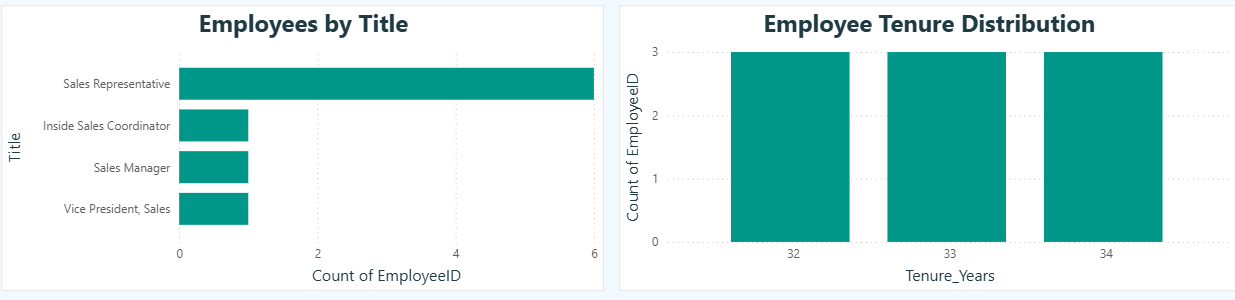 Employees by Title
Title
Sales Representative
Inside Sales Coordinator
Sales Manager
Vice President, Sales
0 2 4 6
Count of EmployeeID
Employee Tenure Distribution
Count of EmployeeID
3
2
1
0
32 33 34
Tenure_Years